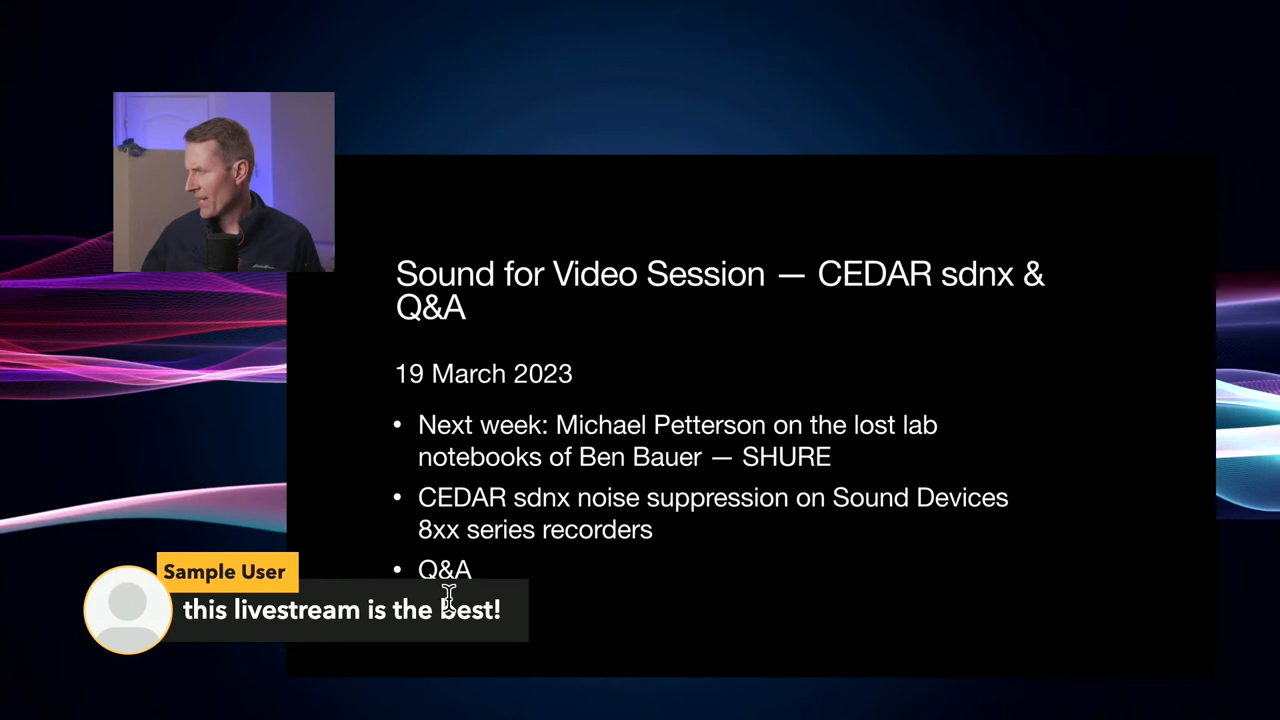 Sound for Video Session — CEDAR sdnx &
Q&A
19 March 2023
• Next week: Michael Petterson on the lost lab
notebooks of Ben Bauer — SHURE
• CEDAR sdnx noise suppression on Sound Devices
8xx series recorders
• Q&A
Sample User
this livestream is the best!